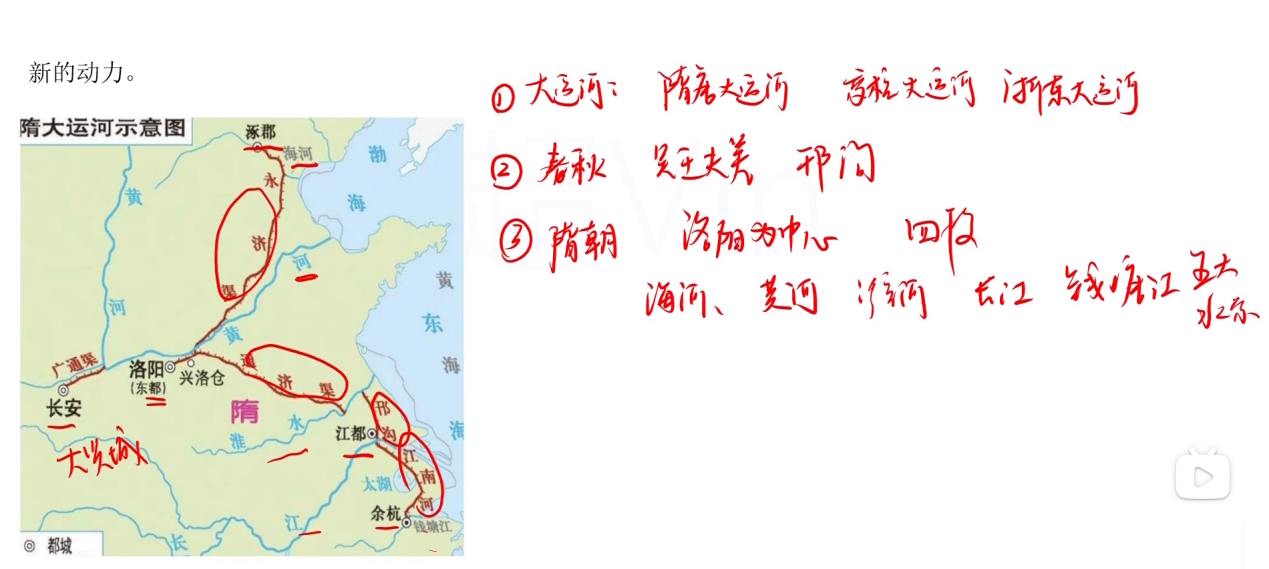 新的动力。
①大运河：隋唐大运河 京杭大运河 浙东大运河
②春秋 吴王夫差 邗沟
③隋朝 洛阳为中心 四段
海河、黄河 淮河 长江 钱塘江 五大
水系
隋大运河示意图
涿郡
海河
渤海
永济渠
黄河
黄河
黄海
东海
广通渠
洛阳
(东都)
兴洛仓
通济渠
长安
隋
邗沟
淮水
江都
大兴城
江南河
太湖
余杭
钱塘江
长江
◎ 都城